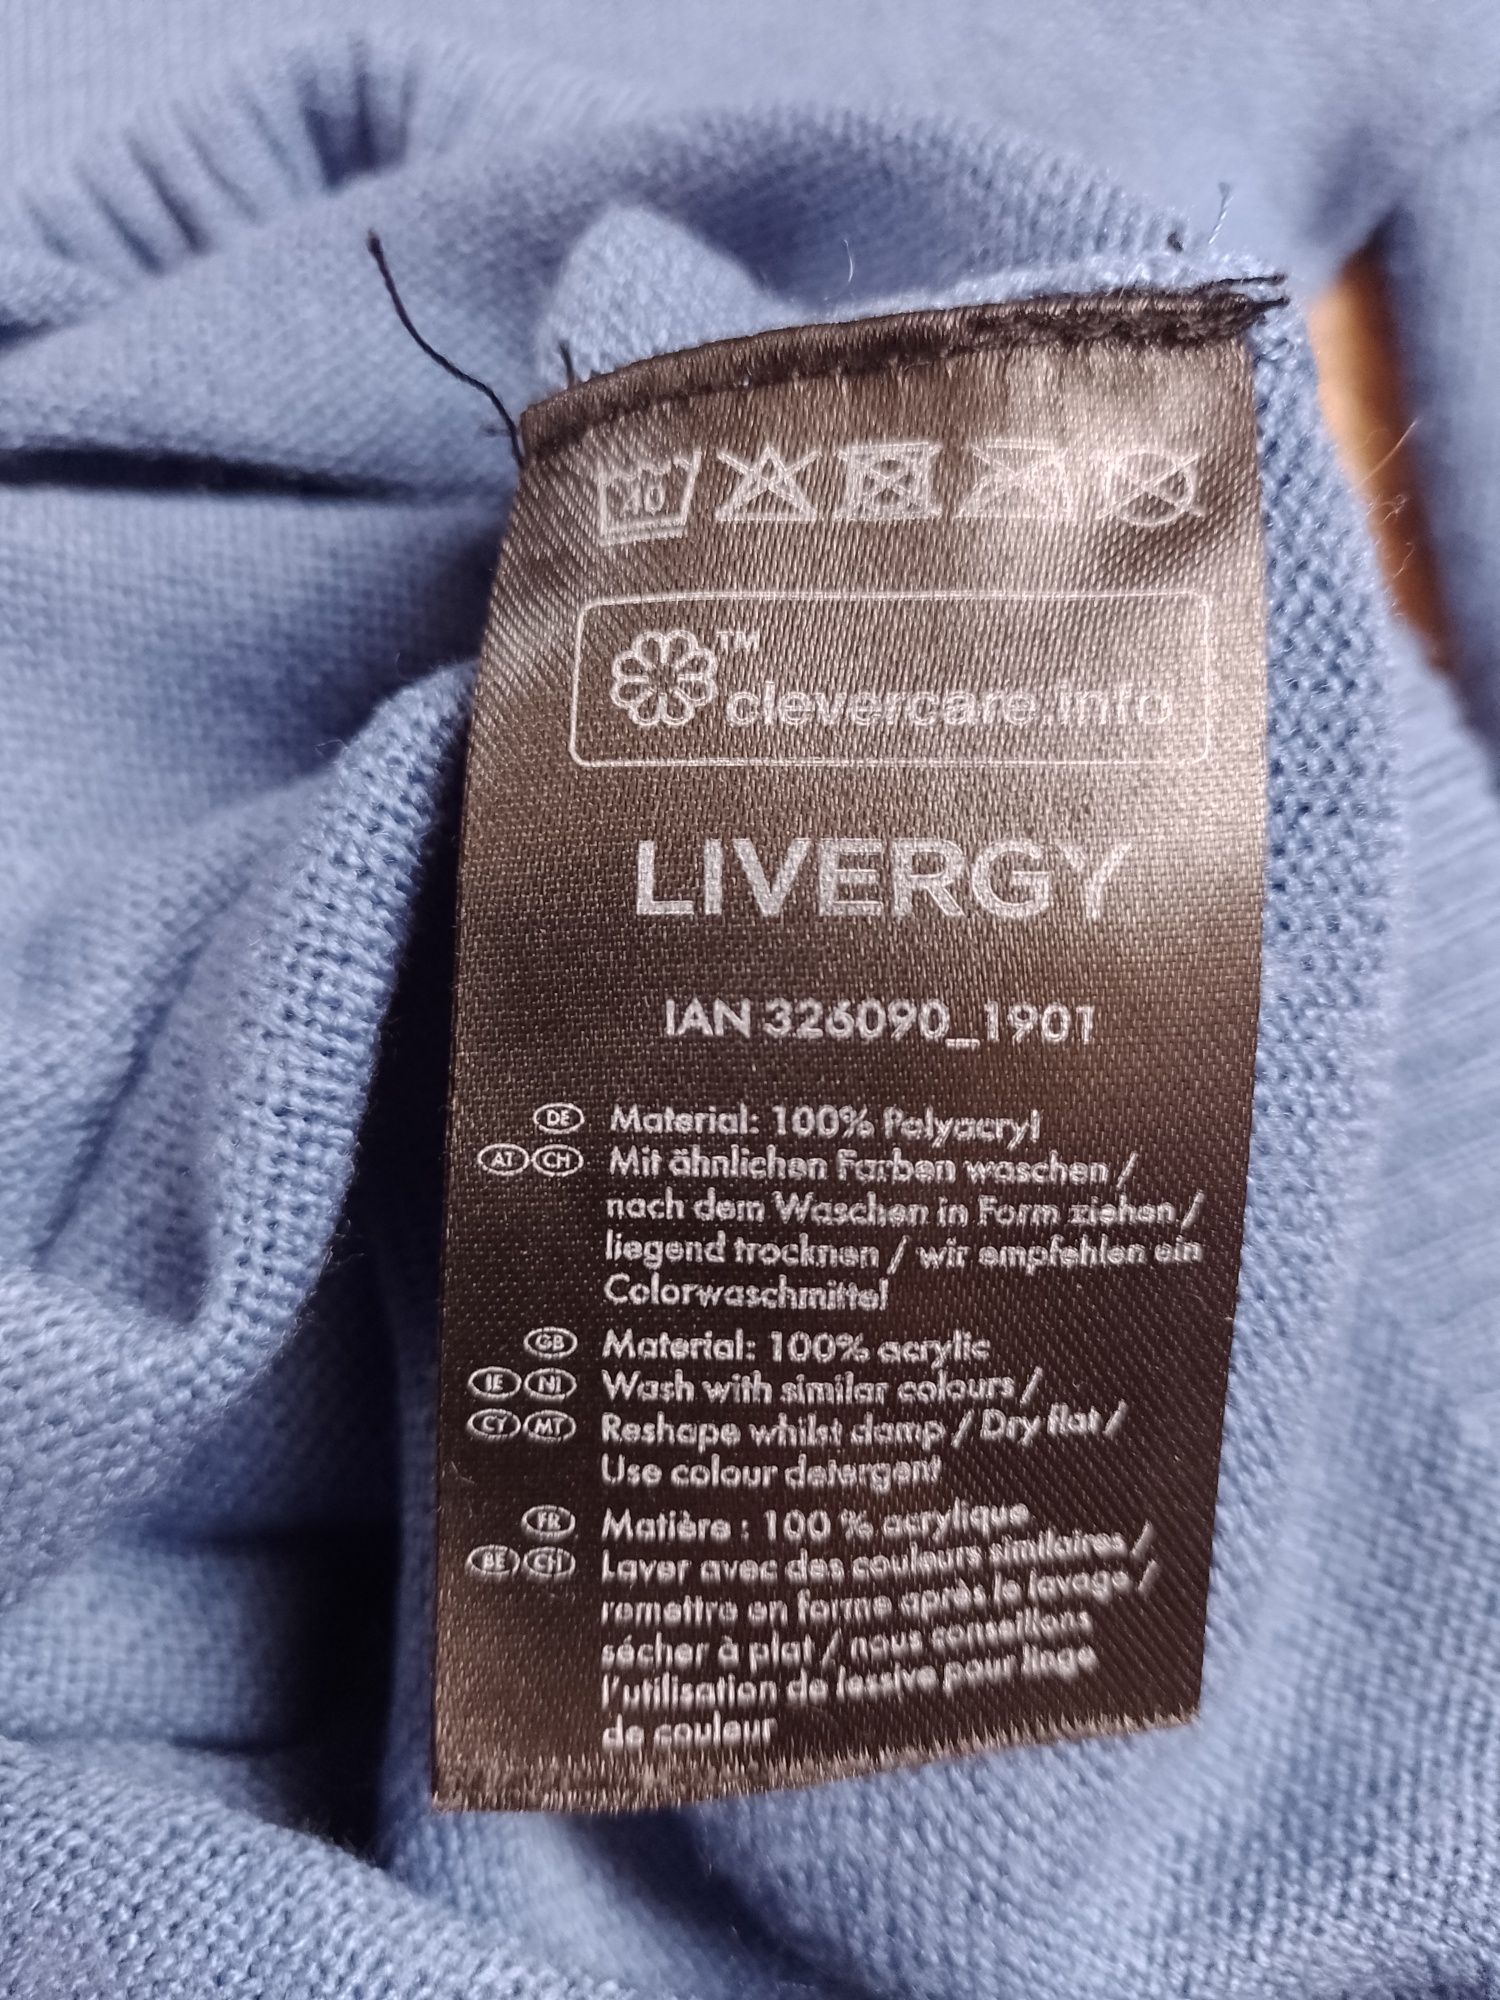 40
TM
clevercare.info
LIVERGY
IAN 326090_1901
DE Material: 100% Polyacryl
AT CH Mit ähnlichen Farben waschen /
nach dem Waschen in Form ziehen /
liegend trocknen / wir empfehlen ein
Colorwaschmittel
GB Material: 100% acrylic
IE NI Wash with similar colours /
CY MT Reshape whilst damp / Dry flat /
Use colour detergent
FR Matière : 100 % acrylique
BE CH Laver avec des couleurs similaires /
remettre en forme après le lavage /
sécher à plat / nous conseillons
l'utilisation de lessive pour linge
de couleur